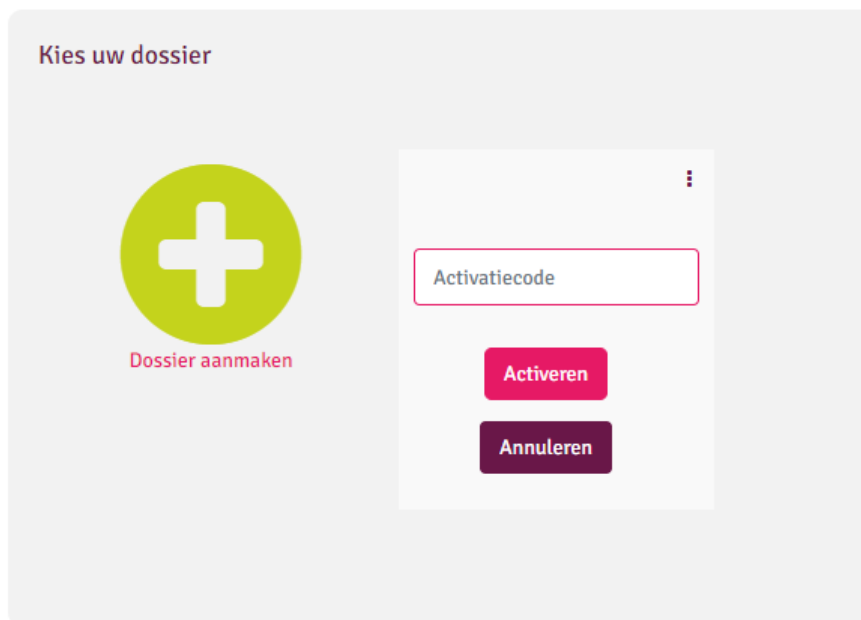 Kies uw dossier
Dossier aanmaken
Activatiecode
Activeren
Annuleren